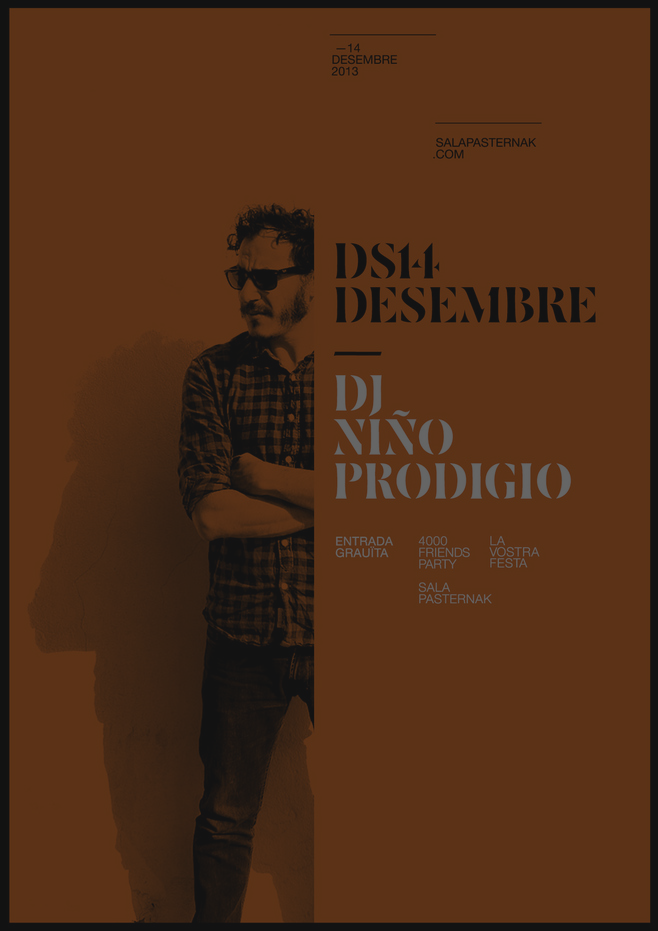 —14
DESEMBRE
2013
SALAPASTERNAK
.COM
DS14
DESEMBRE
DJ
NIÑO
PRODIGIO
ENTRADA
GRAUÏTA
4000
FRIENDS
PARTY
SALA
PASTERNAK
LA
VOSTRA
FESTA